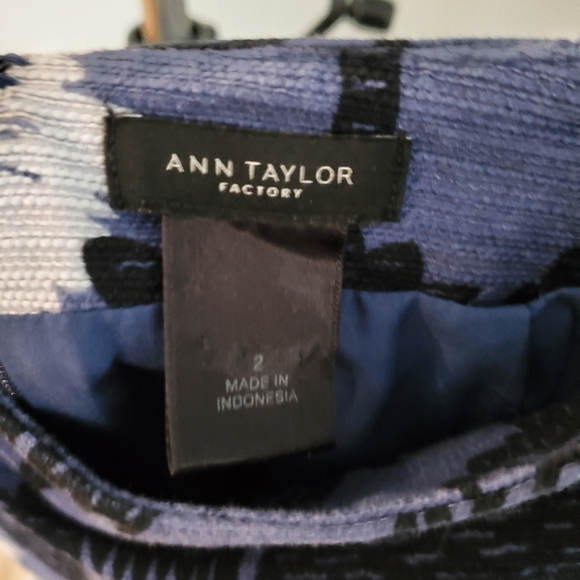 ANN TAYLOR
FACTORY
2
MADE IN
INDONESIA